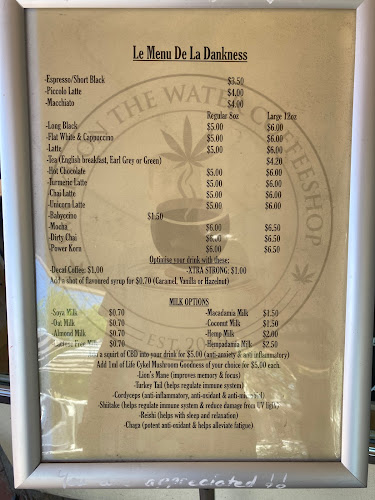 Le Menu De La Dankness
-Espresso/Short Black $3.50
-Piccolo Latte $4.00
-Macchiato $4.00
Regular 8oz Large 12oz
-Long Black $5.00 $6.00
-Flat White & Cappuccino $5.00 $6.00
-Latte $5.00 $6.00
-Tea (English breakfast, Earl Grey or Green) $4.20
-Hot Chocolate $5.00 $6.00
-Turmeric Latte $5.00 $6.00
-Chai Latte $5.00 $6.00
-Unicorn Latte $5.00 $6.00
-Babyccino $1.50
-Mocha $6.00 $6.50
-Dirty Chai $6.00 $6.50
-Power Korn $6.00 $6.50
Optimise your drink with these:
-Decaf Coffee: $1.00 -XTRA STRONG: $1.00
Add a shot of flavoured syrup for $0.70 (Caramel, Vanilla or Hazelnut)
MILK OPTIONS
-Soya Milk $0.70 -Macadamia Milk $1.50
-Oat Milk $0.70 -Coconut Milk $1.50
-Almond Milk $0.70 -Hemp Milk $2.00
-Lactose Free Milk $0.70 -Hempadamia Milk $2.50
a squirt of CBD into your drink for $5.00 (anti-anxiety & anti inflammatory)
Add 1ml of Life Cykel Mushroom Goodness of your choice for $5.00 each
-Lion's Mane (improves memory & focus)
-Turkey Tail (helps regulate immune system)
-Cordyceps (anti-inflammatory, anti-oxidant &
-Shiitake (helps regulate immune system & reduce damage from UV light)
-Reishi (helps with sleep and relaxation)
-Chaga (potent anti-oxidant & helps alleviate fatigue)
ON THE WATER COFFEESHOP
EST. 20
appreciated !!